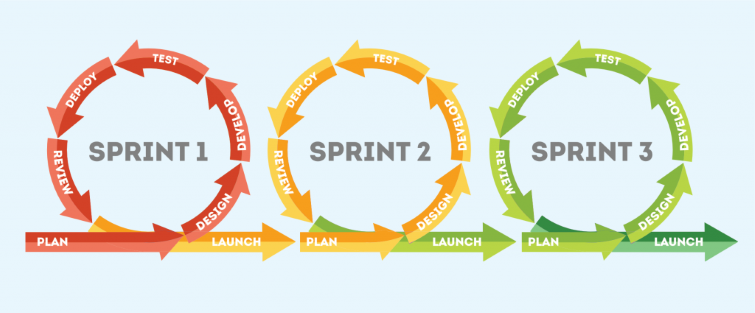 SPRINT 1
PLAN
DESIGN
DEVELOP
TEST
DEPLOY
REVIEW
LAUNCH
SPRINT 2
PLAN
DESIGN
DEVELOP
TEST
DEPLOY
REVIEW
LAUNCH
SPRINT 3
PLAN
DESIGN
DEVELOP
TEST
DEPLOY
REVIEW
LAUNCH